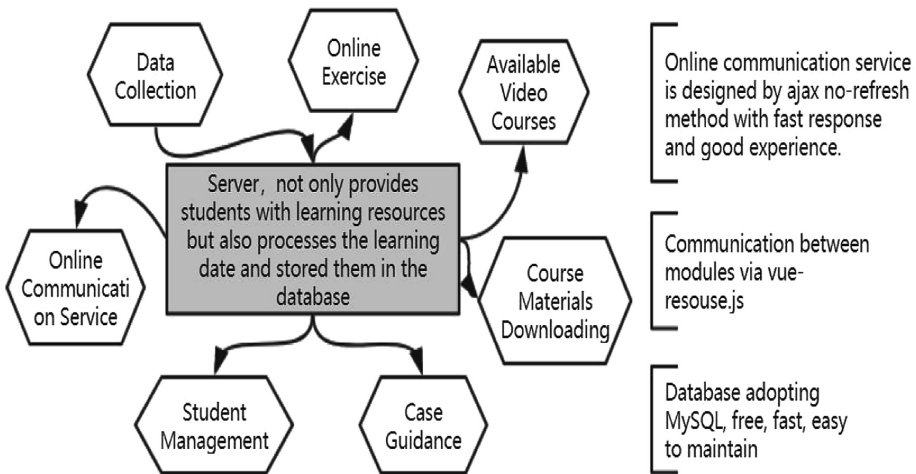 Data
Collection
Online
Exercise
Available
Video
Courses
Online communication service
is designed by ajax no-refresh
method with fast response
and good experience.
Server, not only provides
students with learning resources
but also processes the learning
date and stored them in the
database
Online
Communicati
on Service
Course
Materials
Downloading
Communication between
modules via vue-
resouse.js
Student
Management
Case
Guidance
Database adopting
MySQL, free, fast, easy
to maintain